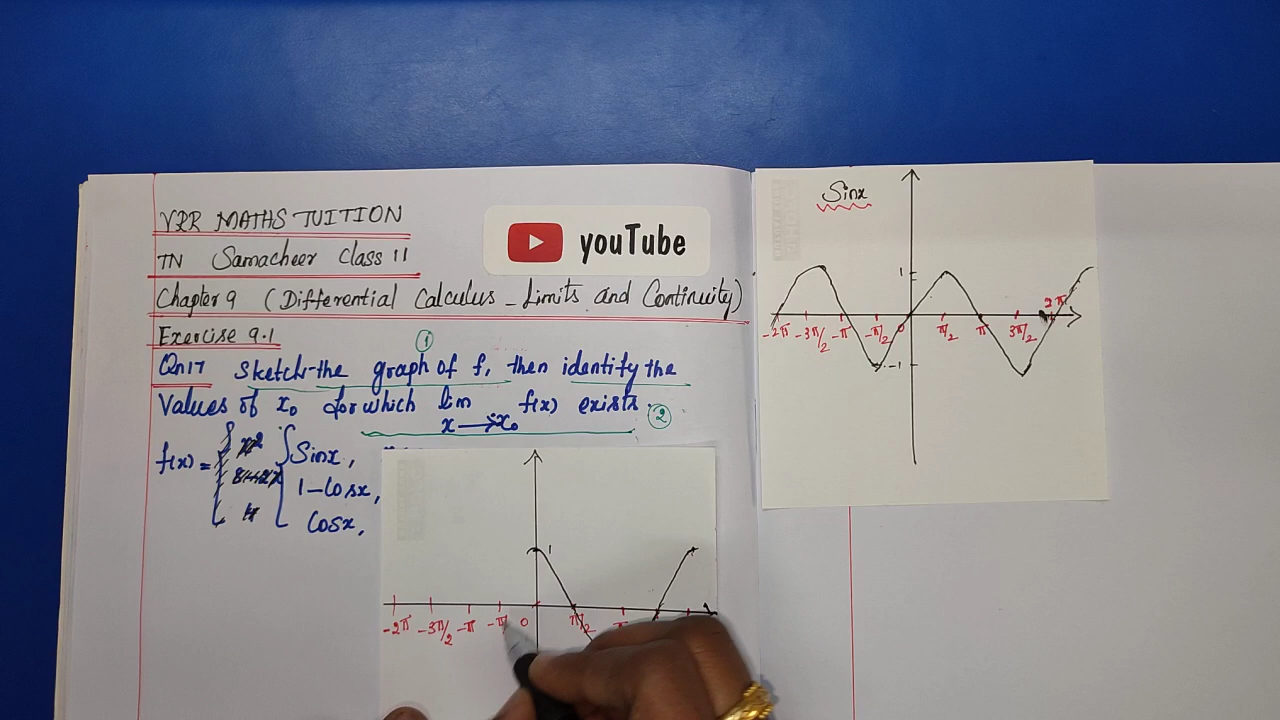 VRR MATHS TUITION
TN Samacheer Class 11
Chapter 9 (Differential Calculus - Limits and Continuity)
Exercise 9.1
①
Qn17 Sketch the graph of f, then identify the
values of x₀ for which lim f(x) exists.
x→x₀
②
f(x) =
Sinx,
1-Cosx,
Cosx,
youTube
Sinx
1
2π
-2π -3π/2 -π -π/2 0 π/2 π 3π/2
-1
1
-2π -3π/2 -π -π 0 π/2